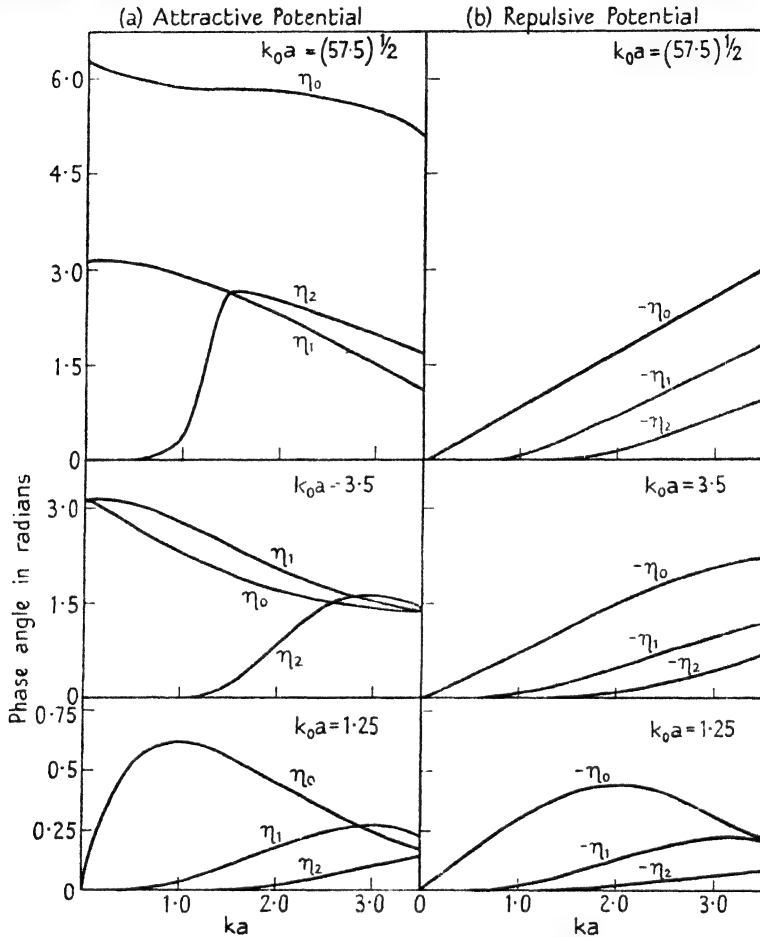 (a) Attractive Potential (b) Repulsive Potential
k₀a = (57·5)½ k₀a = (57·5)½
6·0
η₀
4·5
3·0
η₂
η₁
-η₀
1·5
-η₁
-η₂
0 0
k₀a - 3·5 k₀a = 3·5
3·0
η₁
η₀
-η₀
1·5
η₂
-η₁
-η₂
0 0
Phase angle in radians
0·75
k₀a = 1·25 k₀a = 1·25
0·5
η₀ -η₀
0·25
η₁ -η₁
η₂ -η₂
0 0
1.0 2.0 3.0 1.0 2.0 3.0
ka ka